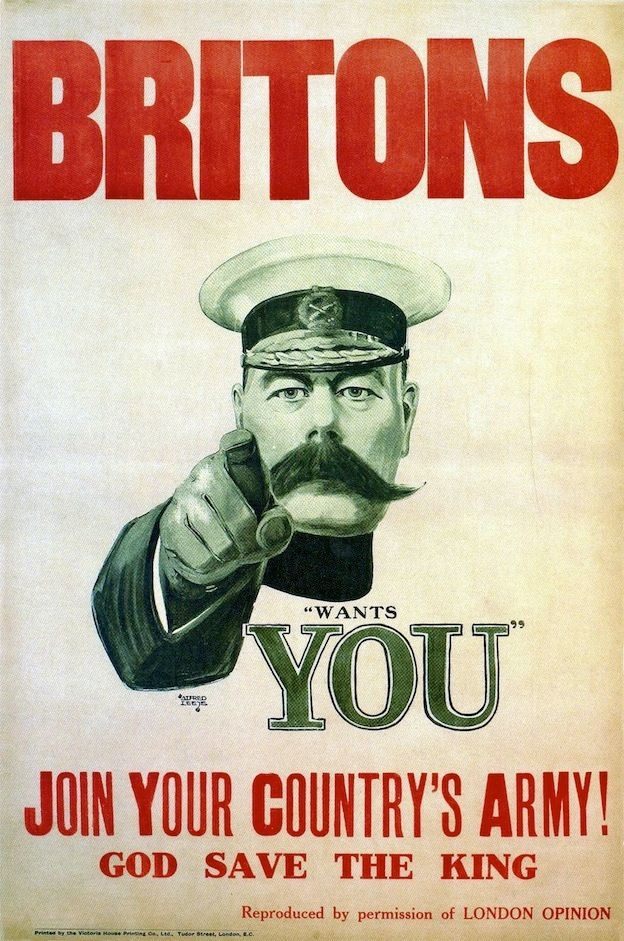 BRITONS
"WANTS
YOU"
ALFRED
LEETE
JOIN YOUR COUNTRY'S ARMY!
GOD SAVE THE KING
Reproduced by permission of LONDON OPINION
Printed by the Victoria House Printing Co., Ltd., Tudor Street, London, E.C.